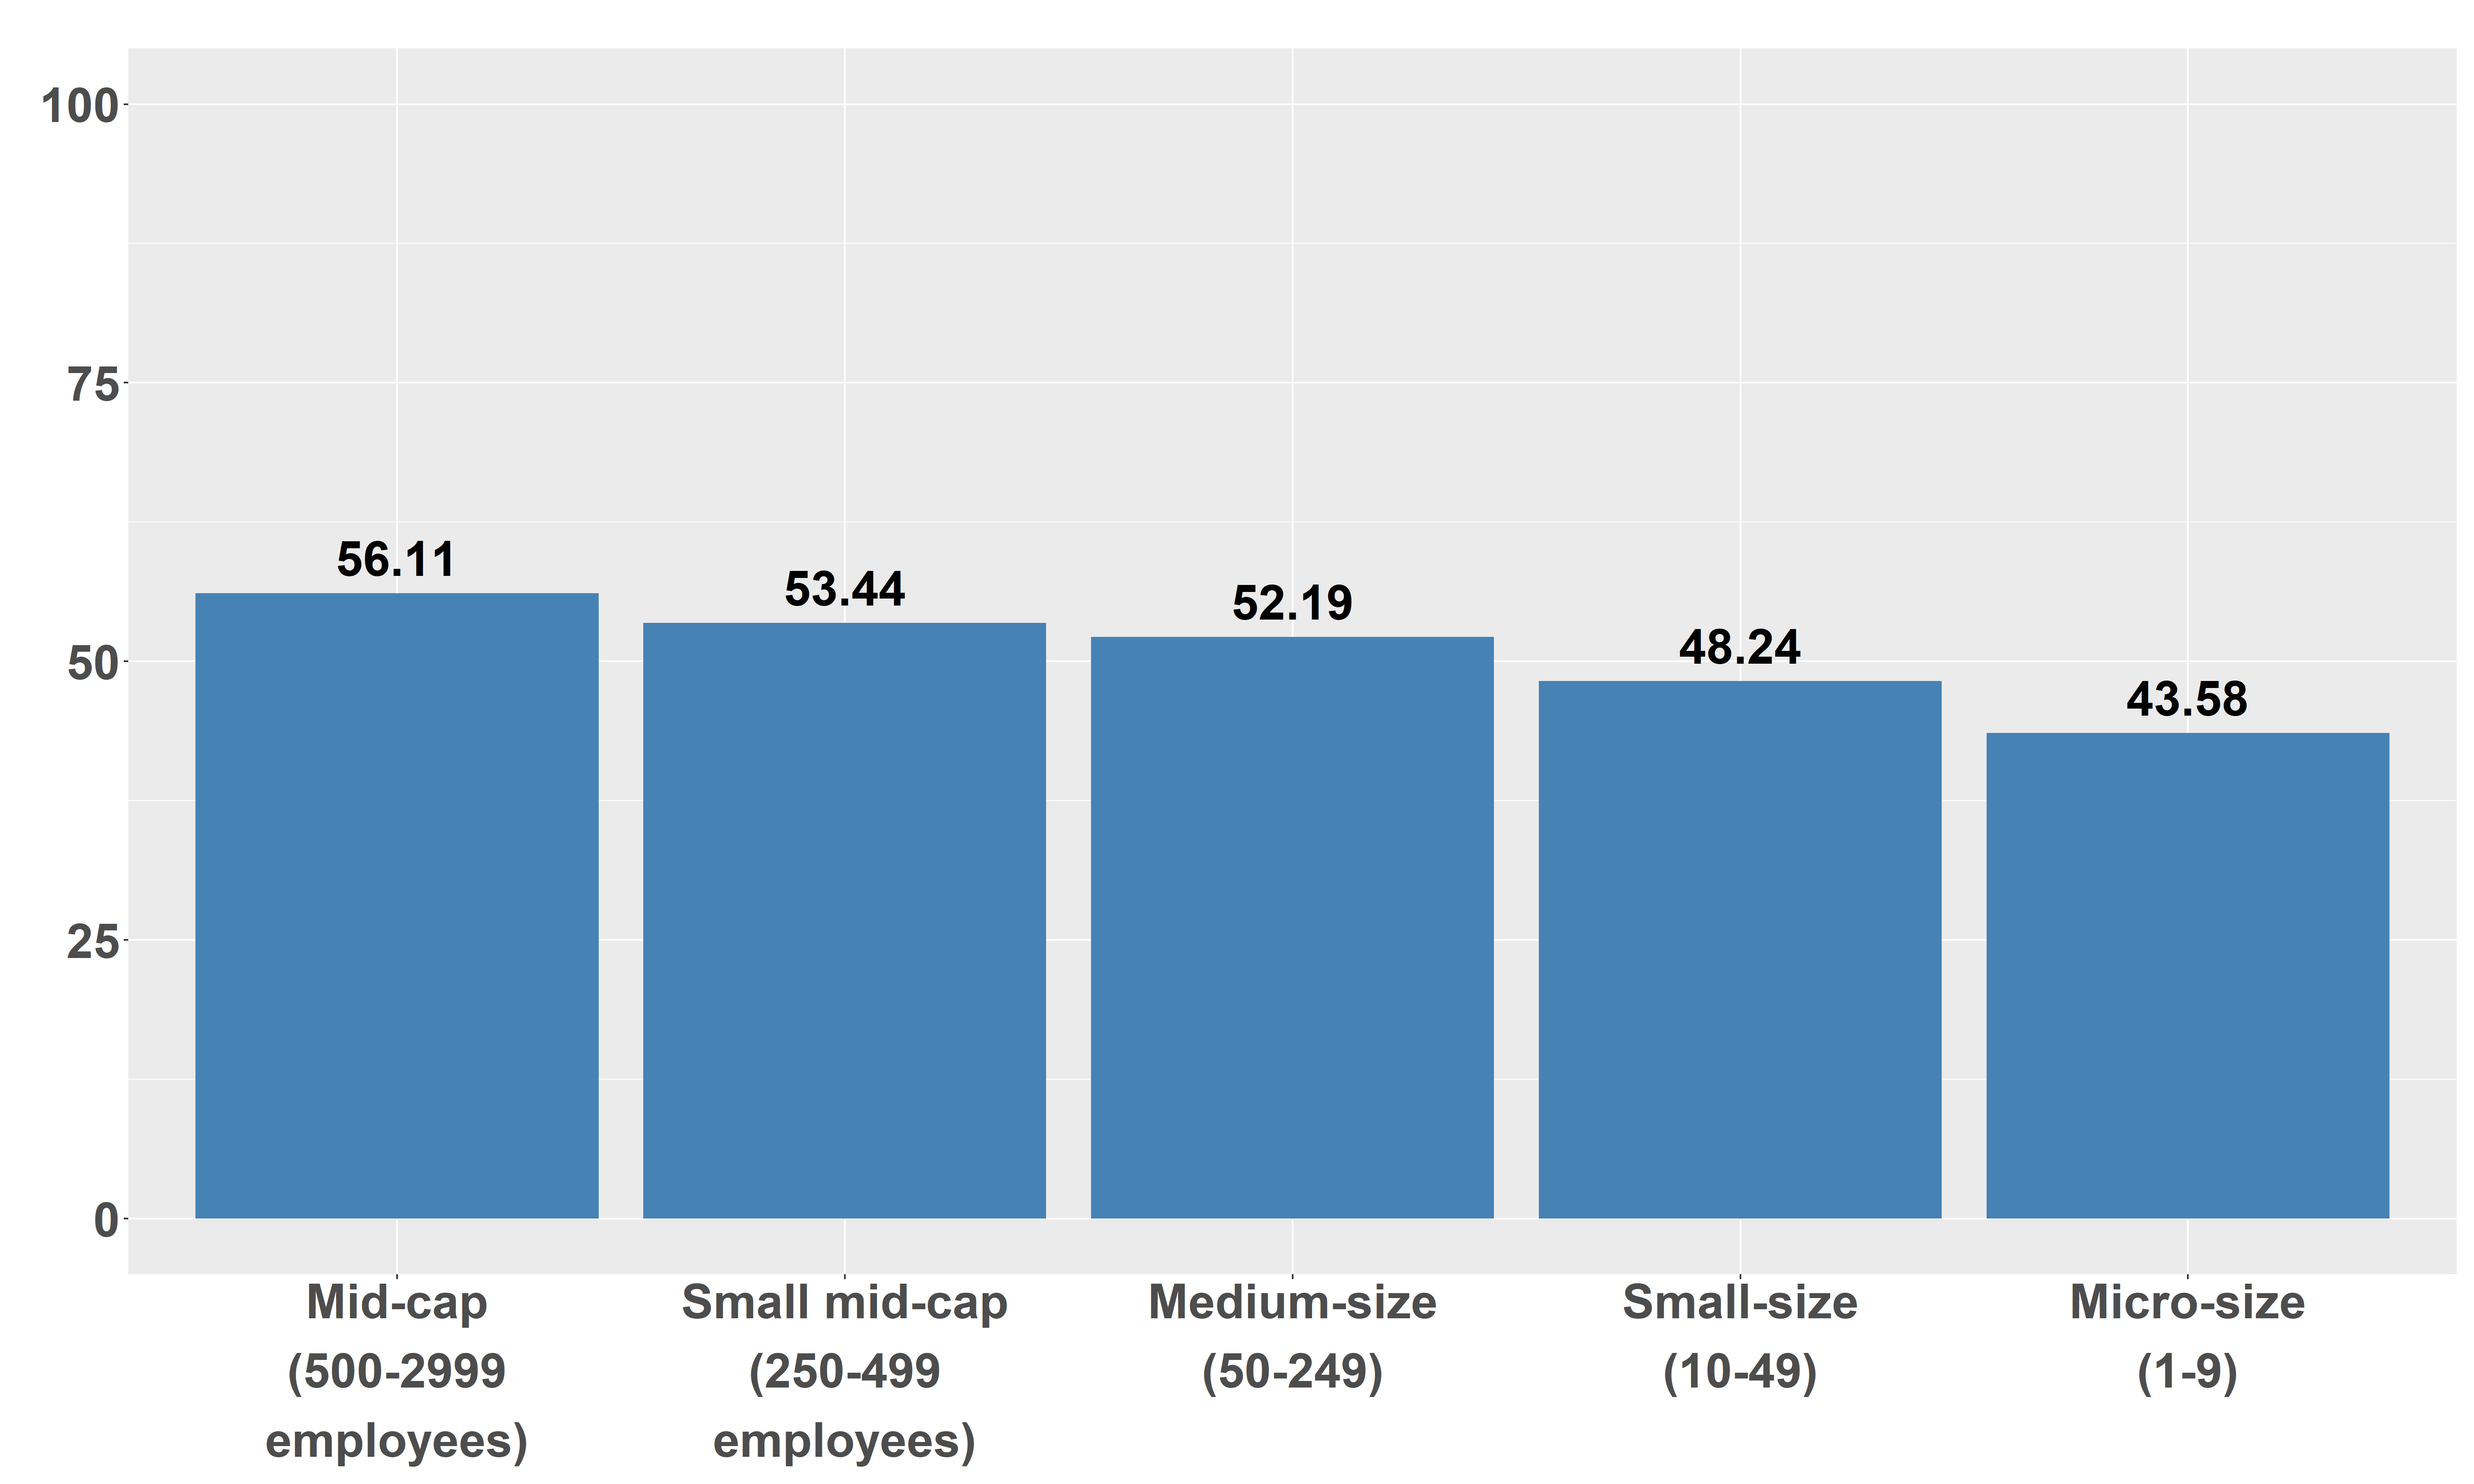 100
75
50
25
0
56.11
53.44
52.19
48.24
43.58
Mid-cap
(500-2999
employees)
Small mid-cap
(250-499
employees)
Medium-size
(50-249)
Small-size
(10-49)
Micro-size
(1-9)